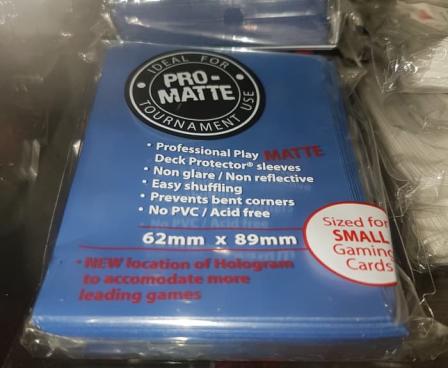 IDEAL FOR
PRO-
MATTE
TOURNAMENT USE
• Professional Play MATTE
Deck Protector® sleeves
• Non glare / Non reflective
• Easy shuffling
• Prevents bent corners
• No PVC / Acid free
62mm x 89mm
Sized for
SMALL
Gaming
Cards
• NEW location of Hologram
to accomodate more
leading games